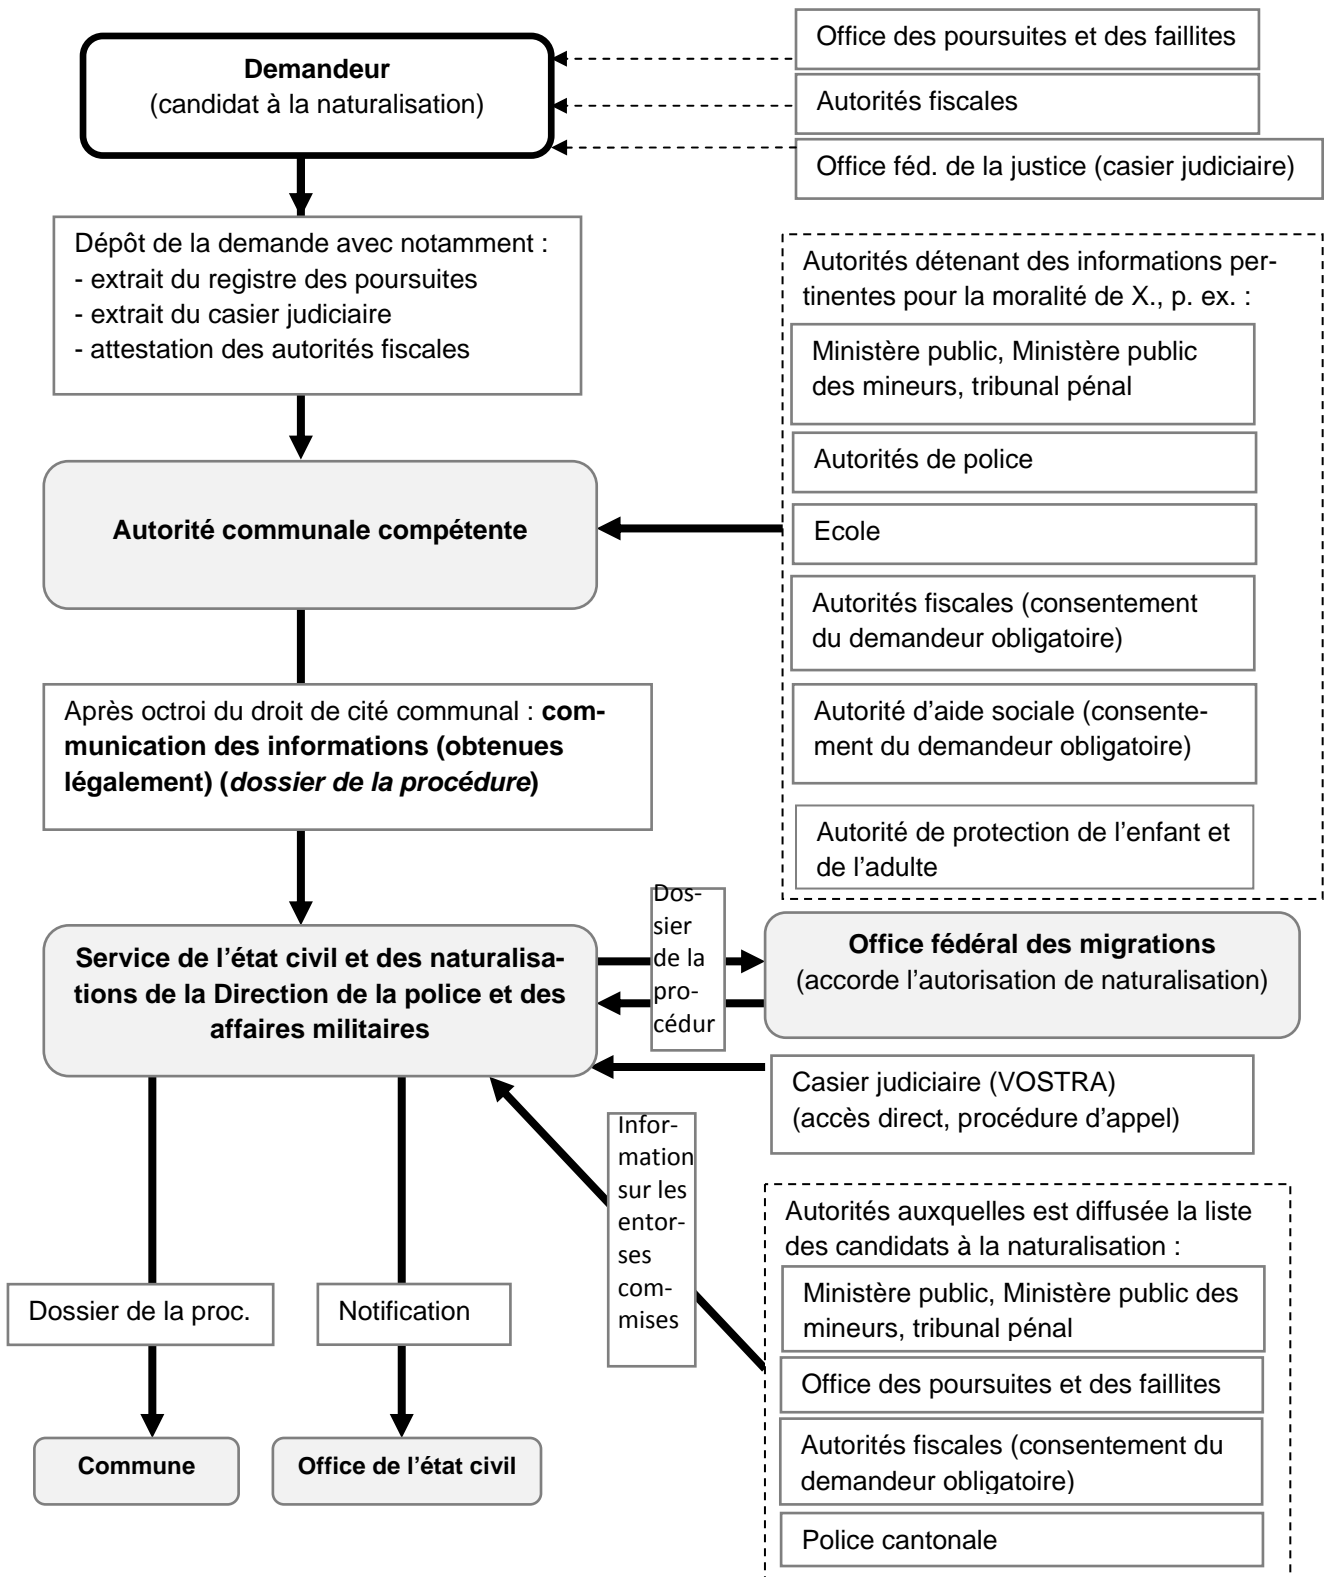 Demandeur
(candidat à la naturalisation)
Office des poursuites et des faillites
Autorités fiscales
Office féd. de la justice (casier judiciaire)
Dépôt de la demande avec notamment :
- extrait du registre des poursuites
- extrait du casier judiciaire
- attestation des autorités fiscales
Autorités détenant des informations per-
tinentes pour la moralité de X., p. ex. :
Ministère public, Ministère public
des mineurs, tribunal pénal
Autorités de police
Ecole
Autorités fiscales (consentement
du demandeur obligatoire)
Autorité d’aide sociale (consente-
ment du demandeur obligatoire)
Autorité de protection de l’enfant et
de l’adulte
Autorité communale compétente
Après octroi du droit de cité communal : com-
munication des informations (obtenues
légalement) (dossier de la procédure)
Service de l’état civil et des naturalisa-
tions de la Direction de la police et des
affaires militaires
Dos-
sier
de la
pro-
cédur
Office fédéral des migrations
(accorde l’autorisation de naturalisation)
Casier judiciaire (VOSTRA)
(accès direct, procédure d’appel)
Infor-
mation
sur les
entor-
ses
com-
mises
Autorités auxquelles est diffusée la liste
des candidats à la naturalisation :
Ministère public, Ministère public des
mineurs, tribunal pénal
Office des poursuites et des faillites
Autorités fiscales (consentement du
demandeur obligatoire)
Police cantonale
Dossier de la proc.
Notification
Commune
Office de l’état civil